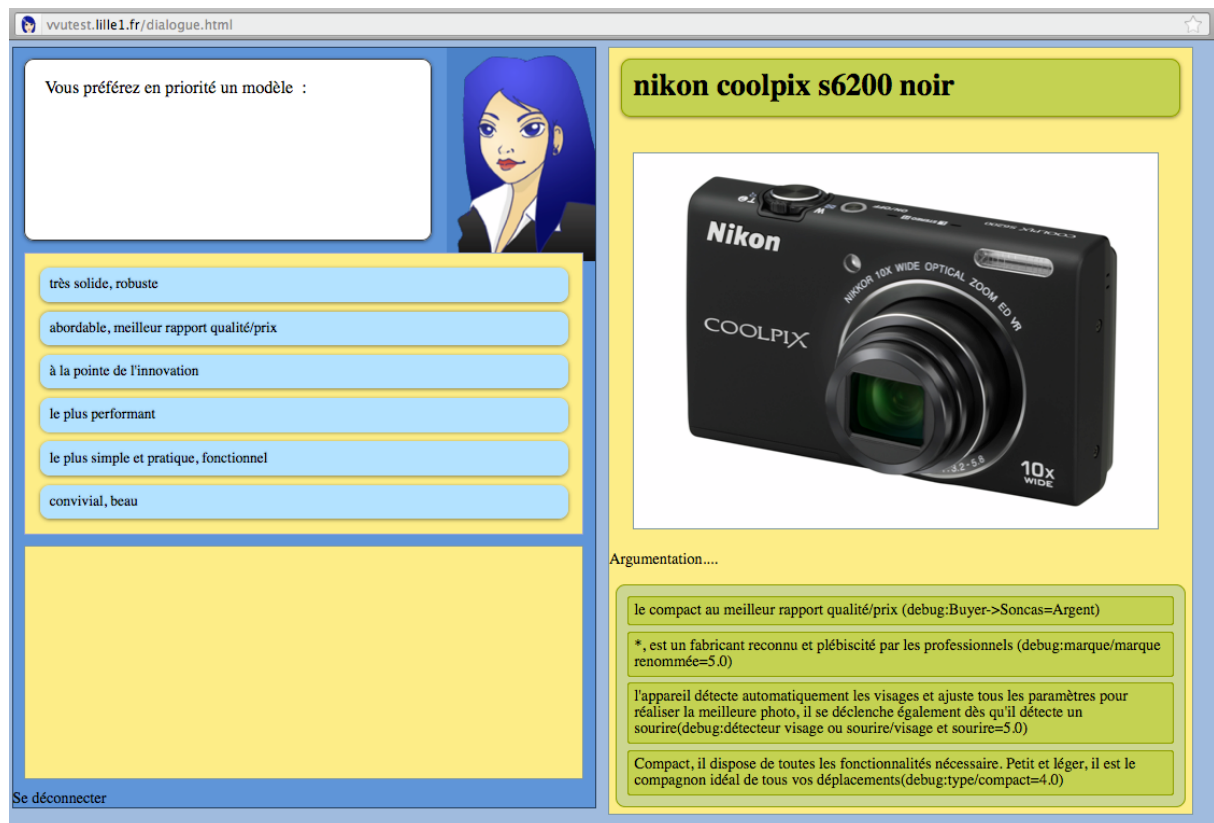 vvutest.lille1.fr/dialogue.html
Vous préférez en priorité un modèle :
très solide, robuste
abordable, meilleur rapport qualité/prix
à la pointe de l'innovation
le plus performant
le plus simple et pratique, fonctionnel
convivial, beau
Se déconnecter
nikon coolpix s6200 noir
COOLPIX S6200
ON/OFF
Nikon
NIKKOR 10X WIDE OPTICAL ZOOM ED VR
COOLPIX
10x
WIDE
Argumentation....
le compact au meilleur rapport qualité/prix (debug:Buyer->Soncas=Argent)
*, est un fabricant reconnu et plébiscité par les professionnels (debug:marque/marque
renommée=5.0)
l'appareil détecte automatiquement les visages et ajuste tous les paramètres pour
réaliser la meilleure photo, il se déclenche également dès qu'il détecte un
sourire(debug:détecteur visage ou sourire/visage et sourire=5.0)
Compact, il dispose de toutes les fonctionnalités nécessaire. Petit et léger, il est le
compagnon idéal de tous vos déplacements(debug:type/compact=4.0)